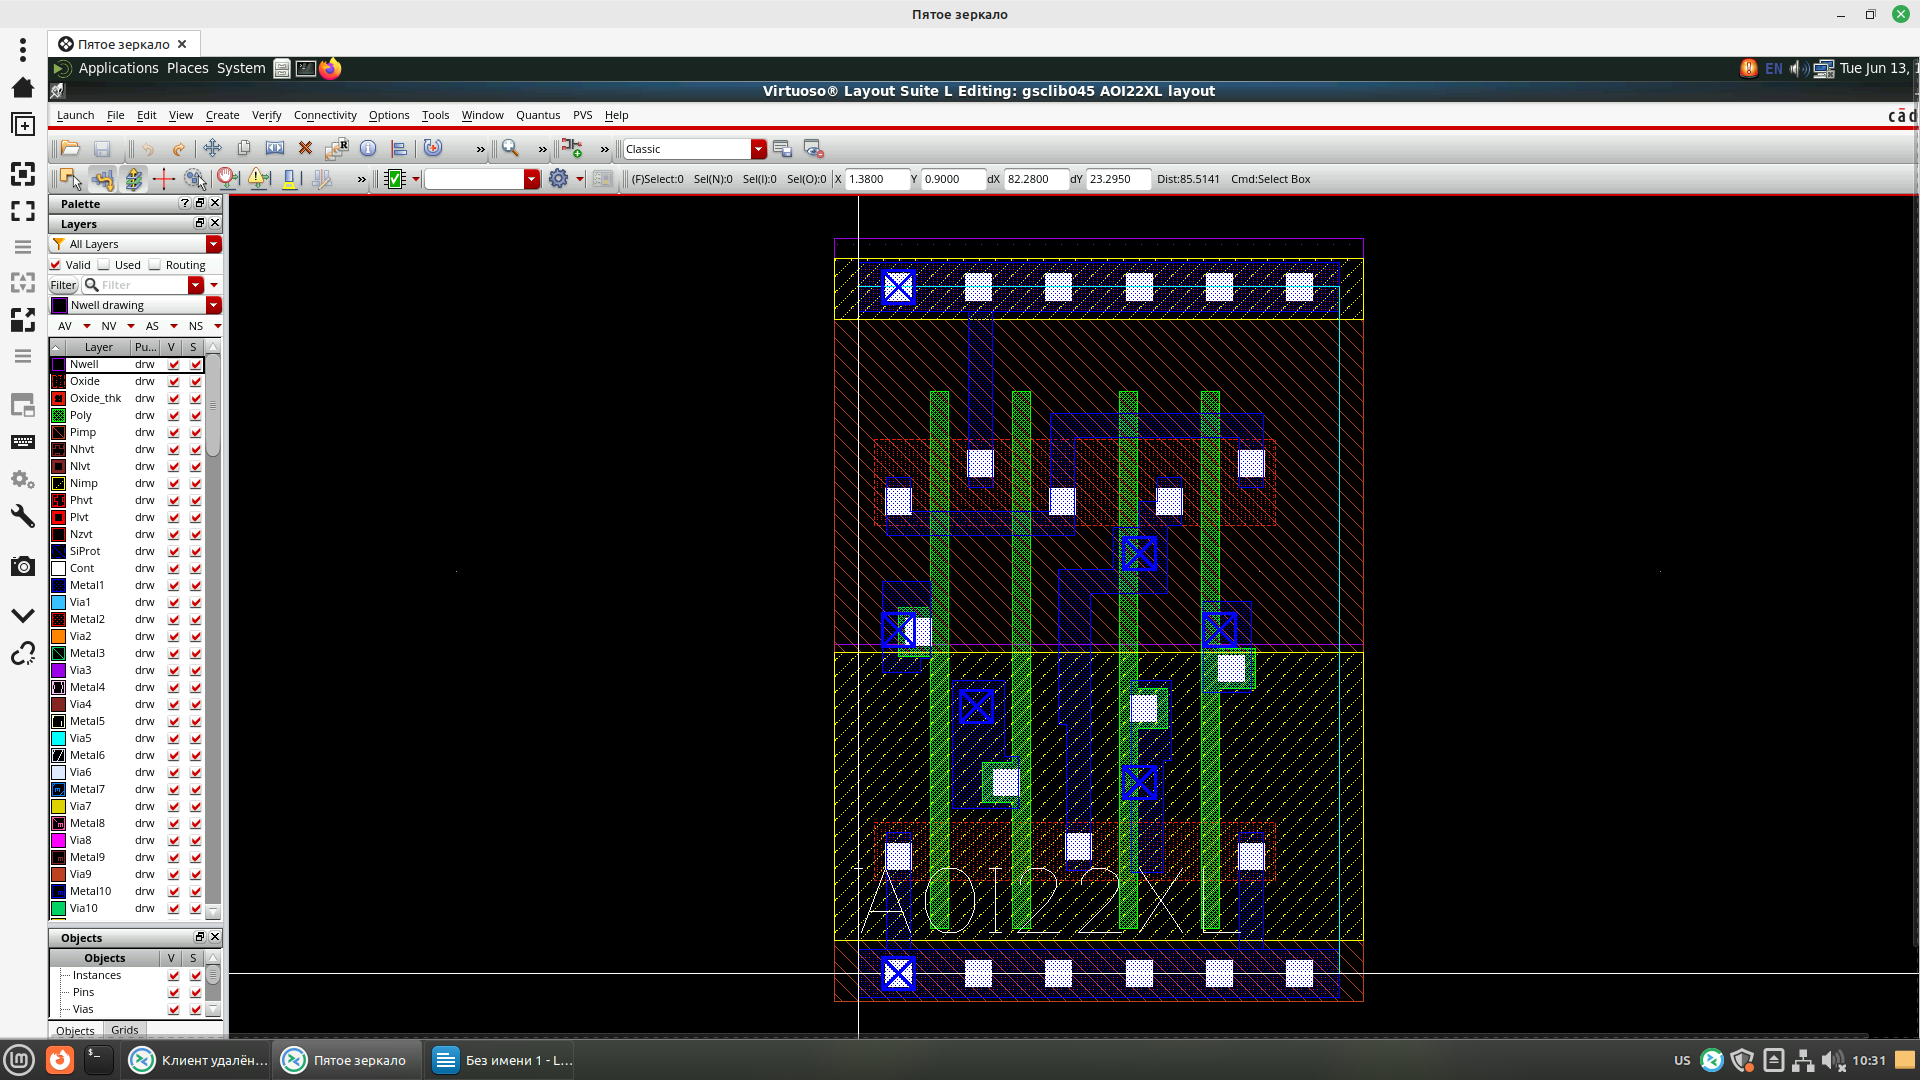 Пятое зеркало
Пятое зеркало
Applications Places System
EN
Tue Jun 13,
Virtuoso® Layout Suite L Editing: gsclib045 AOI22XL layout
Launch File Edit View Create Verify Connectivity Options Tools Window Quantus PVS Help
Classic
(F)Select:0 Sel(N):0 Sel(I):0 Sel(O):0 X 1.3800 Y 0.9000 dX 82.2800 dY 23.2950 Dist:85.5141 Cmd:Select Box
Palette
Layers
All Layers
Valid Used Routing
Filter Filter
Nwell drawing
AV NV AS NS
Layer Pu... V S
Nwell drw
Oxide drw
Oxide_thk drw
Poly drw
Pimp drw
Nhvt drw
Nlvt drw
Nimp drw
Phvt drw
Plvt drw
Nzvt drw
SiProt drw
Cont drw
Metal1 drw
Via1 drw
Metal2 drw
Via2 drw
Metal3 drw
Via3 drw
Metal4 drw
Via4 drw
Metal5 drw
Via5 drw
Metal6 drw
Via6 drw
Metal7 drw
Via7 drw
Metal8 drw
Via8 drw
Metal9 drw
Via9 drw
Metal10 drw
Via10 drw
Objects
Objects V S
Instances
Pins
Vias
Objects Grids
AOI22XL
Клиент удалён...
Пятое зеркало
Без имени 1 - L...
US
10:31